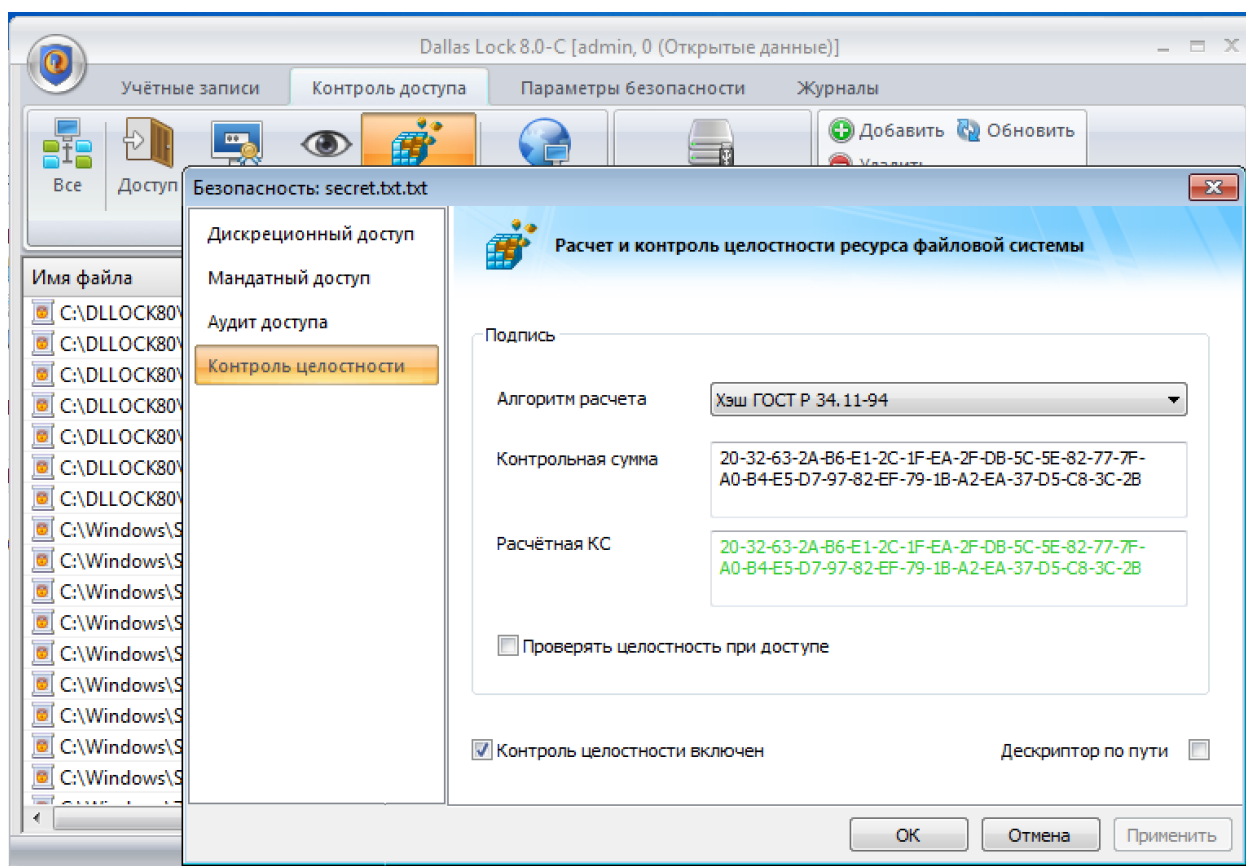 Dallas Lock 8.0-C [admin, 0 (Открытые данные)]
Учётные записи
Контроль доступа
Параметры безопасности
Журналы
Все
Доступ
Добавить
Обновить
Удалить
Безопасность: secret.txt.txt
Дискреционный доступ
Мандатный доступ
Аудит доступа
Контроль целостности
Расчет и контроль целостности ресурса файловой системы
Имя файла
C:\DLLOCK80\
C:\DLLOCK80\
C:\DLLOCK80\
C:\DLLOCK80\
C:\DLLOCK80\
C:\DLLOCK80\
C:\DLLOCK80\
C:\Windows\S
C:\Windows\S
C:\Windows\S
C:\Windows\S
C:\Windows\S
C:\Windows\S
C:\Windows\S
C:\Windows\S
C:\Windows\S
Подпись
Алгоритм расчета
Хэш ГОСТ Р 34.11-94
Контрольная сумма
20-32-63-2A-B6-E1-2C-1F-EA-2F-DB-5C-5E-82-77-7F-
A0-B4-E5-D7-97-82-EF-79-1B-A2-EA-37-D5-C8-3C-2B
Расчётная КС
20-32-63-2A-B6-E1-2C-1F-EA-2F-DB-5C-5E-82-77-7F-
A0-B4-E5-D7-97-82-EF-79-1B-A2-EA-37-D5-C8-3C-2B
Проверять целостность при доступе
Контроль целостности включен
Дескриптор по пути
ОК
Отмена
Применить